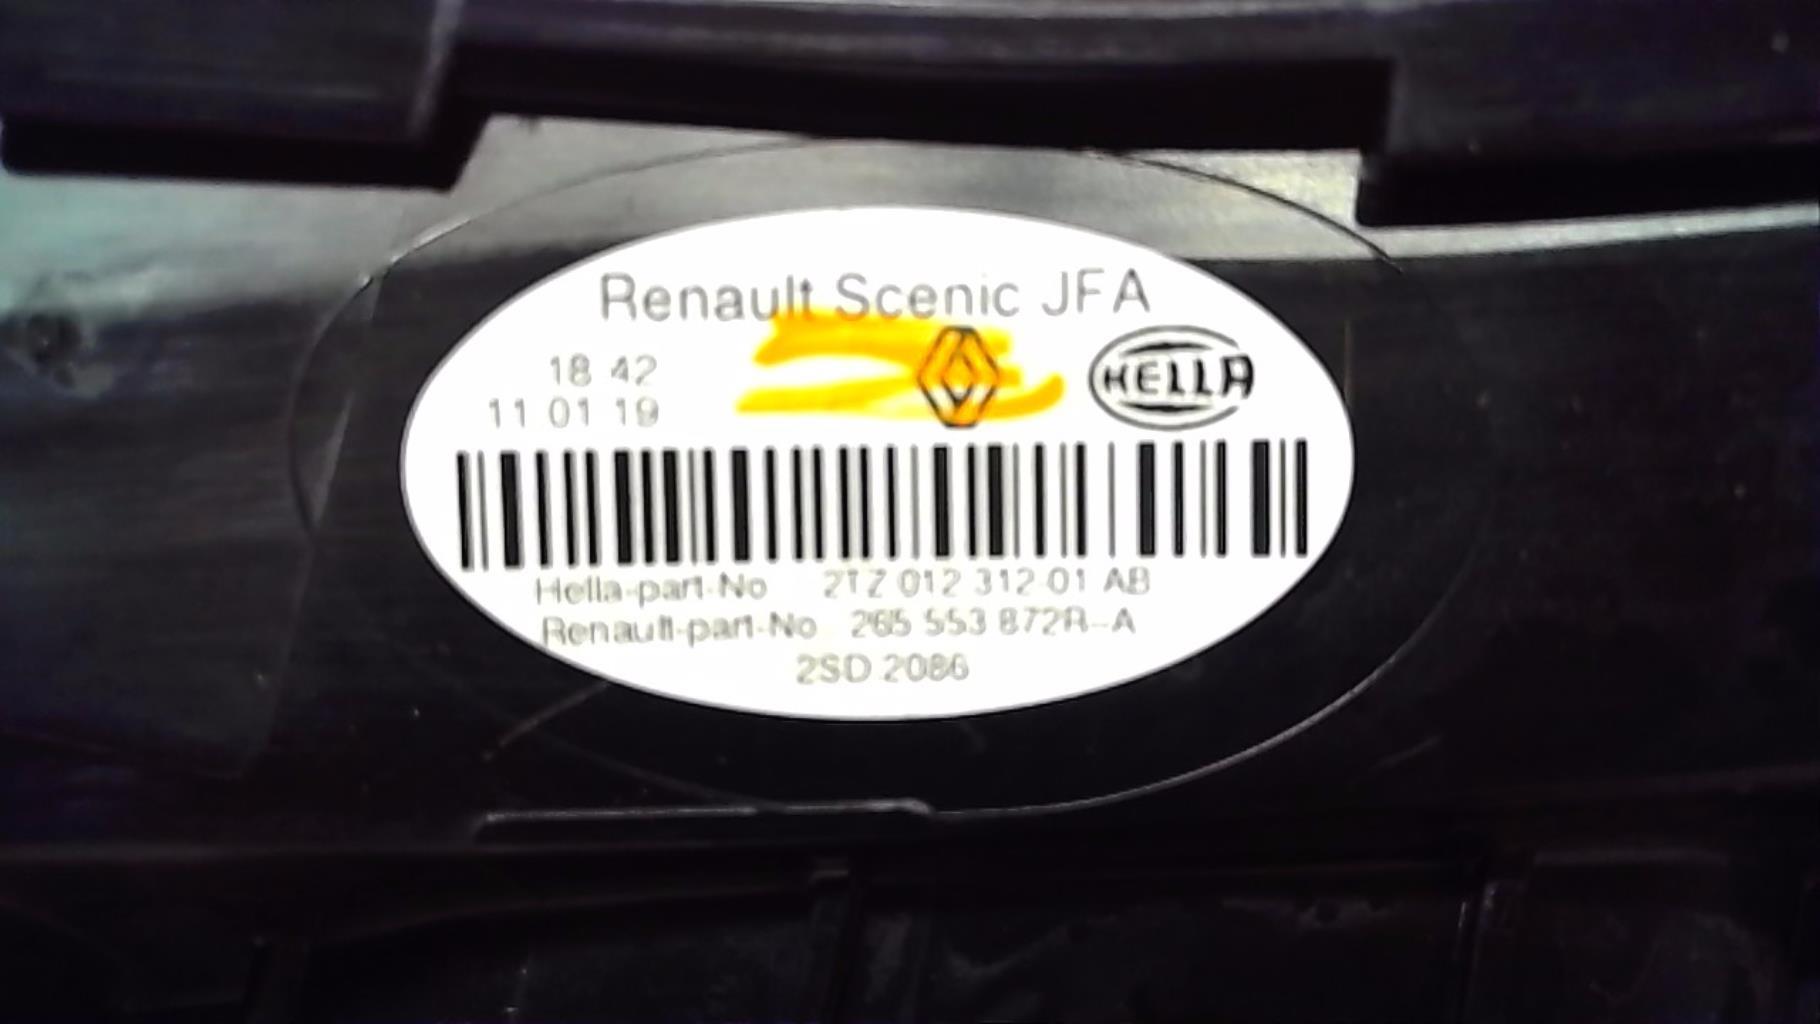 Renault Scenic JFA
18 42
11 01 19
HELLA
Hella-part-No 2TZ 012 312-01 AB
Renault-part-No 265 553 872R-A
2SD 2086